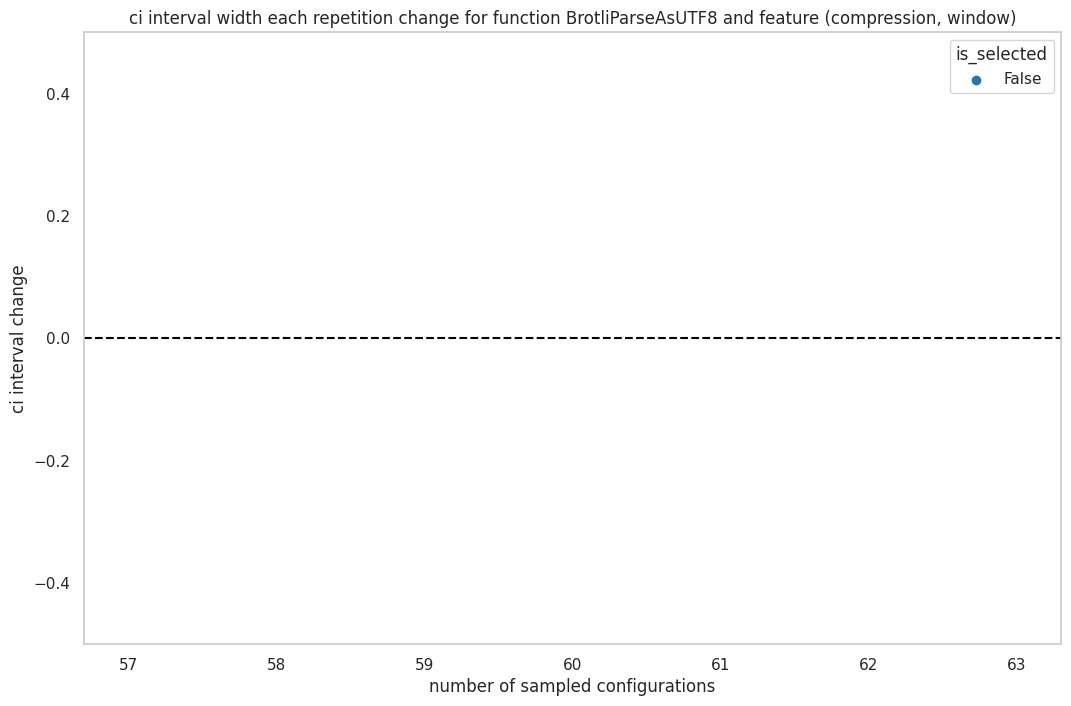 ci interval width each repetition change for function BrotliParseAsUTF8 and feature (compression, window)
is_selected
False
ci interval change
0.4
0.2
0.0
−0.2
−0.4
57 58 59 60 61 62 63
number of sampled configurations